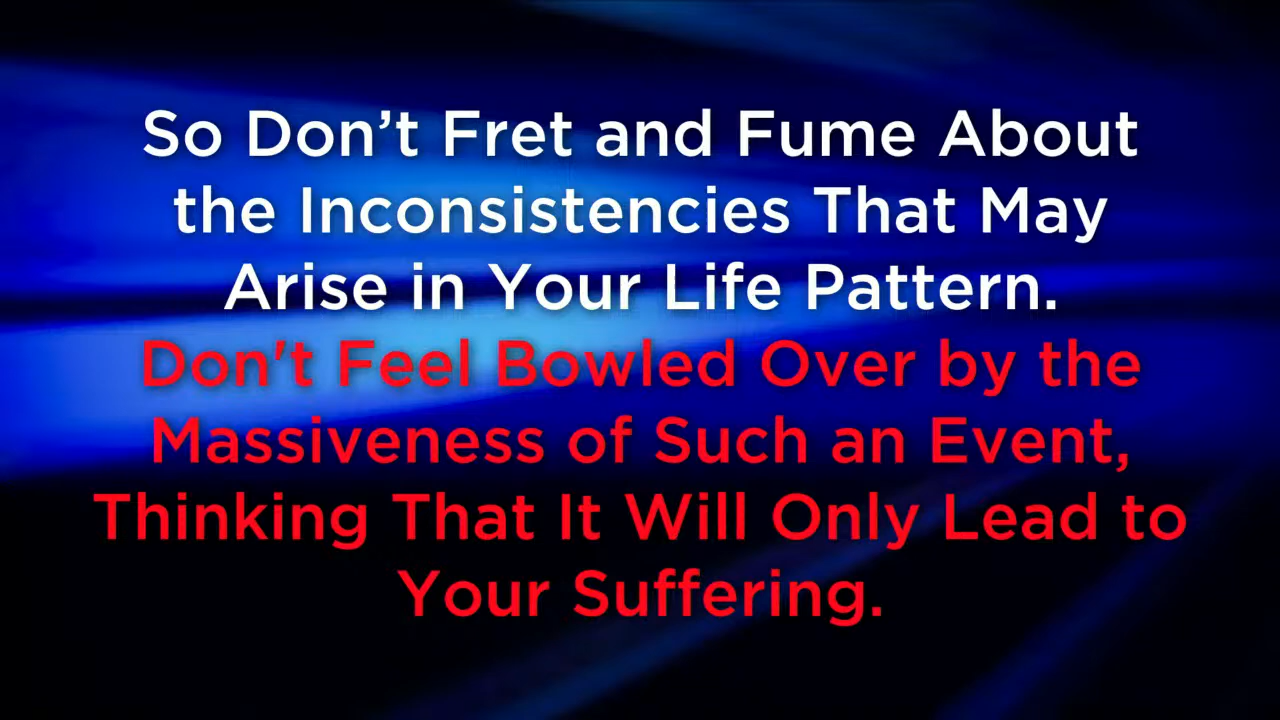 So Don’t Fret and Fume About
the Inconsistencies That May
Arise in Your Life Pattern.
Don't Feel Bowled Over by the
Massiveness of Such an Event,
Thinking That It Will Only Lead to
Your Suffering.